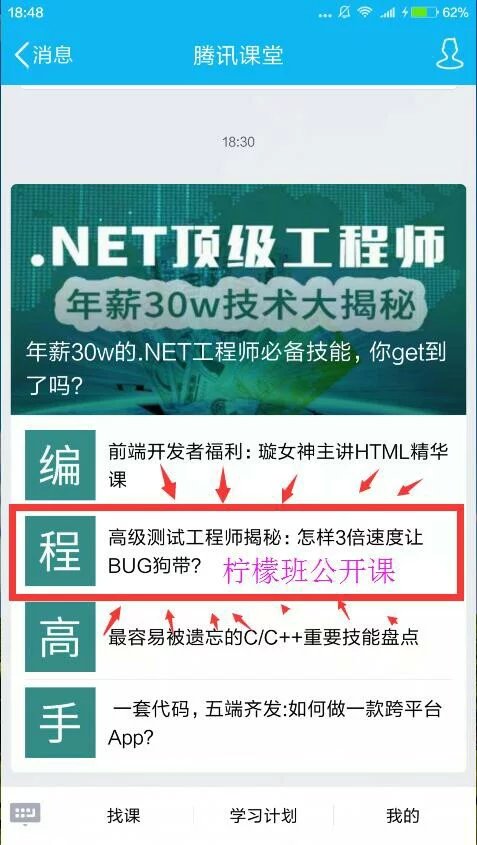 18:48
62%
消息
腾讯课堂
18:30
.NET顶级工程师
年薪30w技术大揭秘
年薪30w的.NET工程师必备技能，你get到
了吗？
编
前端开发者福利：璇女神主讲HTML精华
课
程
高级测试工程师揭秘：怎样3倍速度让
BUG狗带？
柠檬班公开课
高
最容易被遗忘的C/C++重要技能盘点
手
一套代码，五端齐发:如何做一款跨平台
App?
找课
学习计划
我的